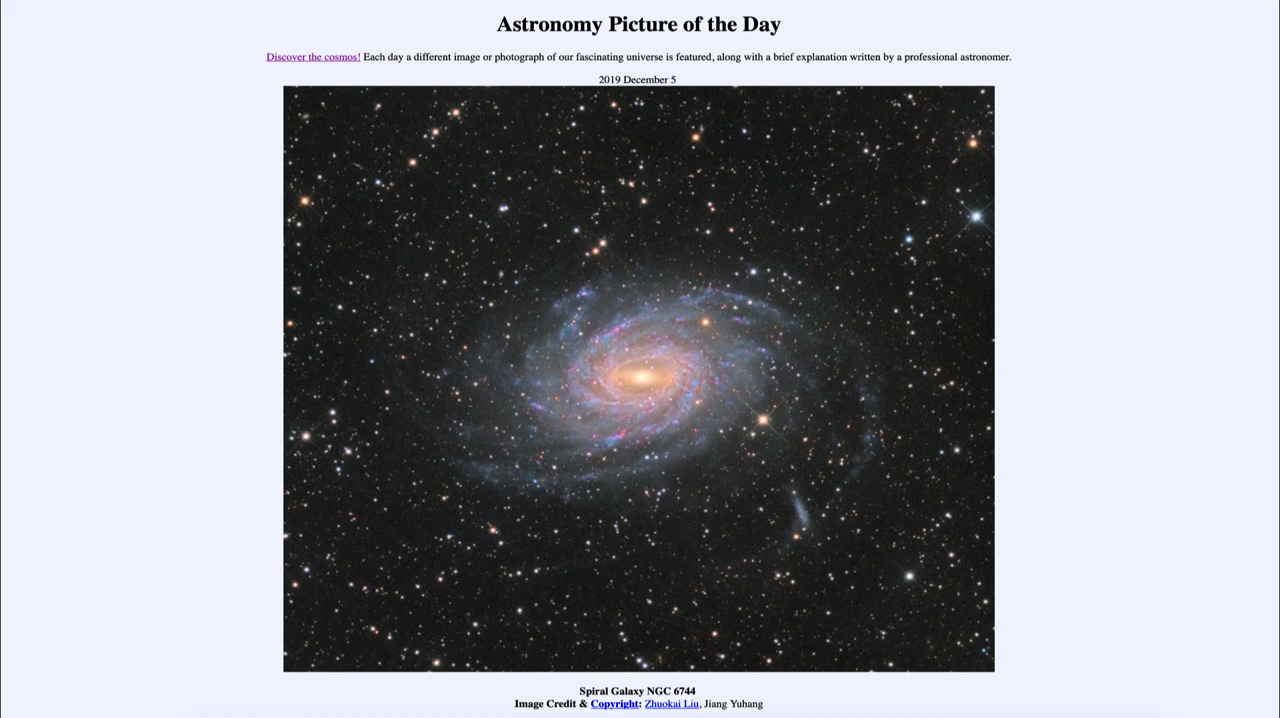 Astronomy Picture of the Day
Discover the cosmos! Each day a different image or photograph of our fascinating universe is featured, along with a brief explanation written by a professional astronomer.
2019 December 5
Spiral Galaxy NGC 6744
Image Credit & Copyright: Zhuokai Liu, Jiang Yuhang